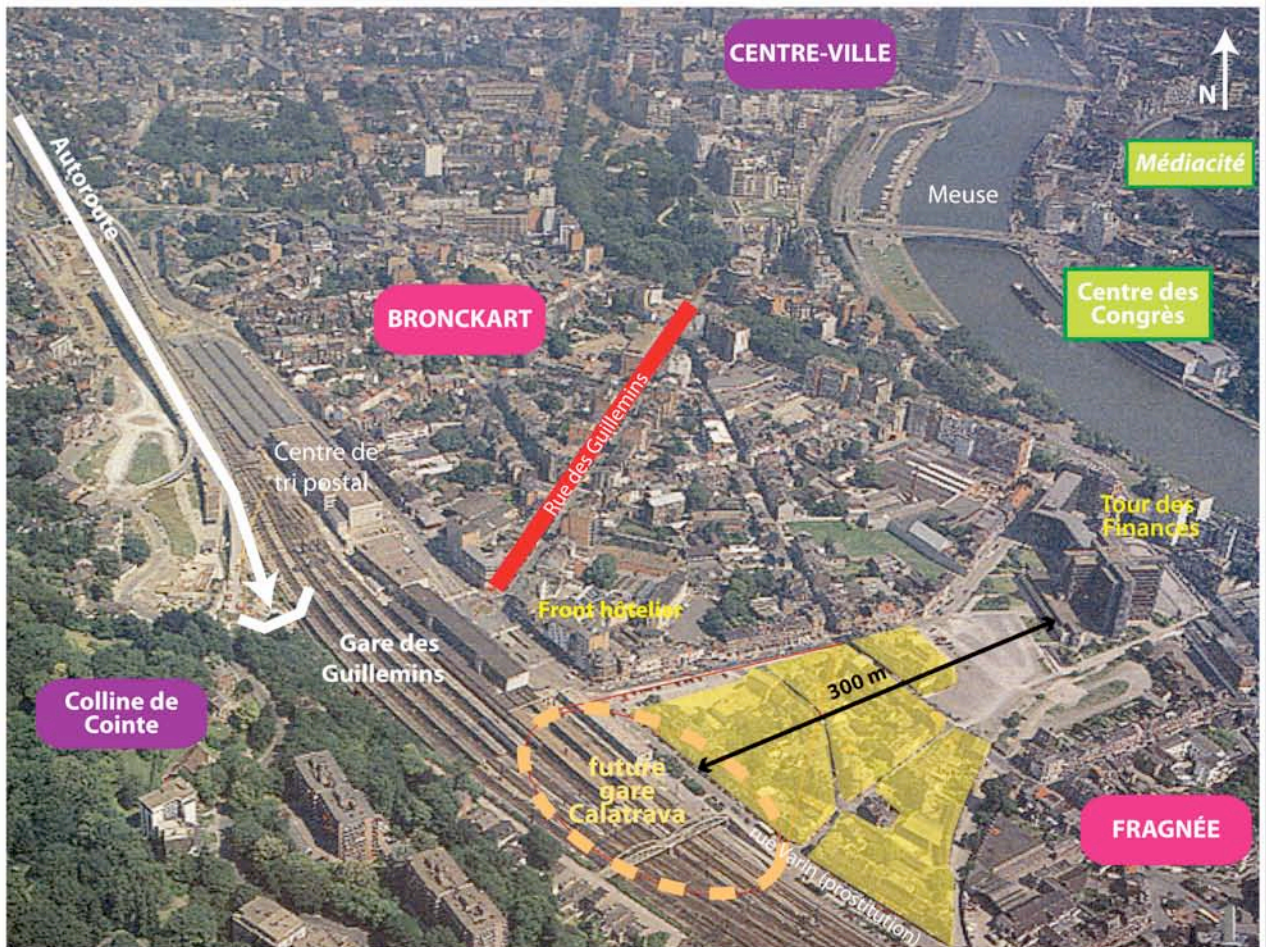 CENTRE-VILLE
N
Médiacité
Autoroute
Meuse
Centre des
Congrès
BRONCKART
Rue des Guillemins
Centre de
tri postal
Tour des
Finances
Front hôtelier
Gare des
Guillemins
300 m
Colline de
Cointe
future
gare
Calatrava
FRAGNÉE
Rue Varin (prostitution)